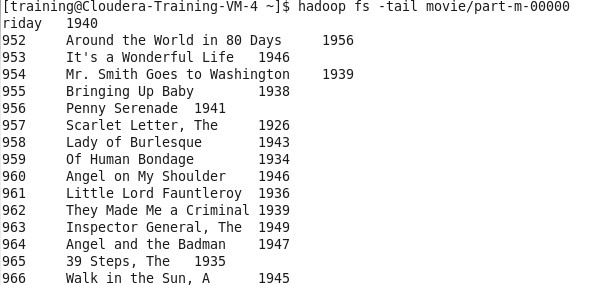 [training@Cloudera-Training-VM-4 ~]$ hadoop fs -tail movie/part-m-00000
riday   1940
952     Around the World in 80 Days     1956
953     It's a Wonderful Life   1946
954     Mr. Smith Goes to Washington    1939
955     Bringing Up Baby        1938
956     Penny Serenade  1941
957     Scarlet Letter, The     1926
958     Lady of Burlesque       1943
959     Of Human Bondage        1934
960     Angel on My Shoulder    1946
961     Little Lord Fauntleroy  1936
962     They Made Me a Criminal 1939
963     Inspector General, The  1949
964     Angel and the Badman    1947
965     39 Steps, The   1935
966     Walk in the Sun, A      1945